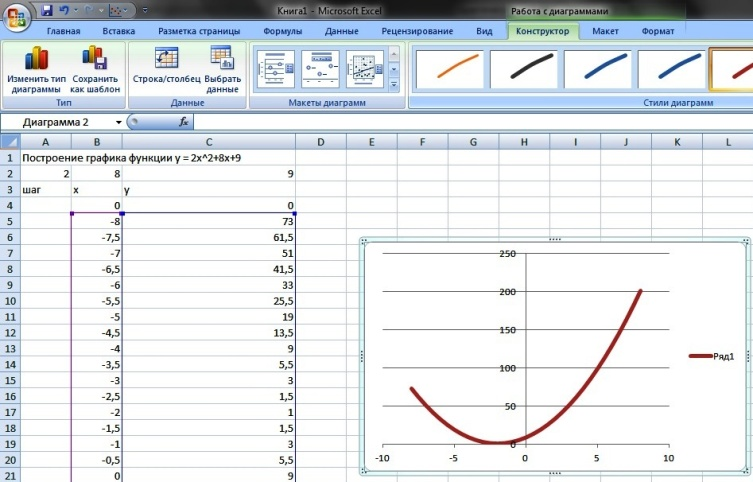 Книга1 - Microsoft Excel
Работа с диаграммами
Главная Вставка Разметка страницы Формулы Данные Рецензирование Вид Конструктор Макет Формат
Изменить тип диаграммы Сохранить как шаблон Строка/столбец Выбрать данные
Тип Данные Макеты диаграмм Стили диаграмм
Диаграмма 2 fx
A B C D E F G H I J K L
1 Построение графика функции y = 2x^2+8x+9
2 2 8 9
3 шаг x y
4 0 0
5 -8 73
6 -7,5 61,5
7 -7 51
8 -6,5 41,5
9 -6 33
10 -5,5 25,5
11 -5 19
12 -4,5 13,5
13 -4 9
14 -3,5 5,5
15 -3 3
16 -2,5 1,5
17 -2 1
18 -1,5 1,5
19 -1 3
20 -0,5 5,5
21 0 9
250
200
150
100
50
0
-10 -5 0 5 10
Ряд1